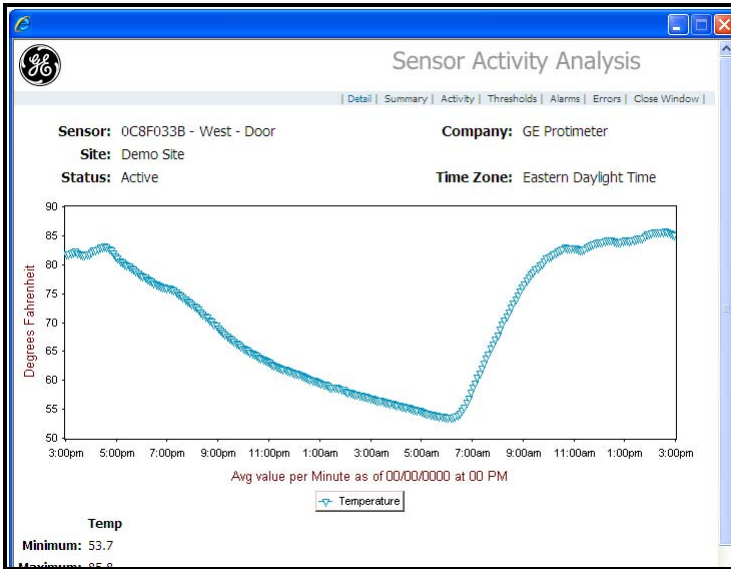 GE
Sensor Activity Analysis
| Detail | Summary | Activity | Thresholds | Alarms | Errors | Close Window |
Sensor: 0C8F033B - West - Door Company: GE Protimeter
Site: Demo Site
Status: Active Time Zone: Eastern Daylight Time
90
85
80
75
70
65
60
55
50
Degrees Fahrenheit
3:00pm 5:00pm 7:00pm 9:00pm 11:00pm 1:00am 3:00am 5:00am 7:00am 9:00am 11:00am 1:00pm 3:00pm
Avg value per Minute as of 00/00/0000 at 00 PM
Temperature
Temp
Minimum: 53.7
Maximum: 85.8